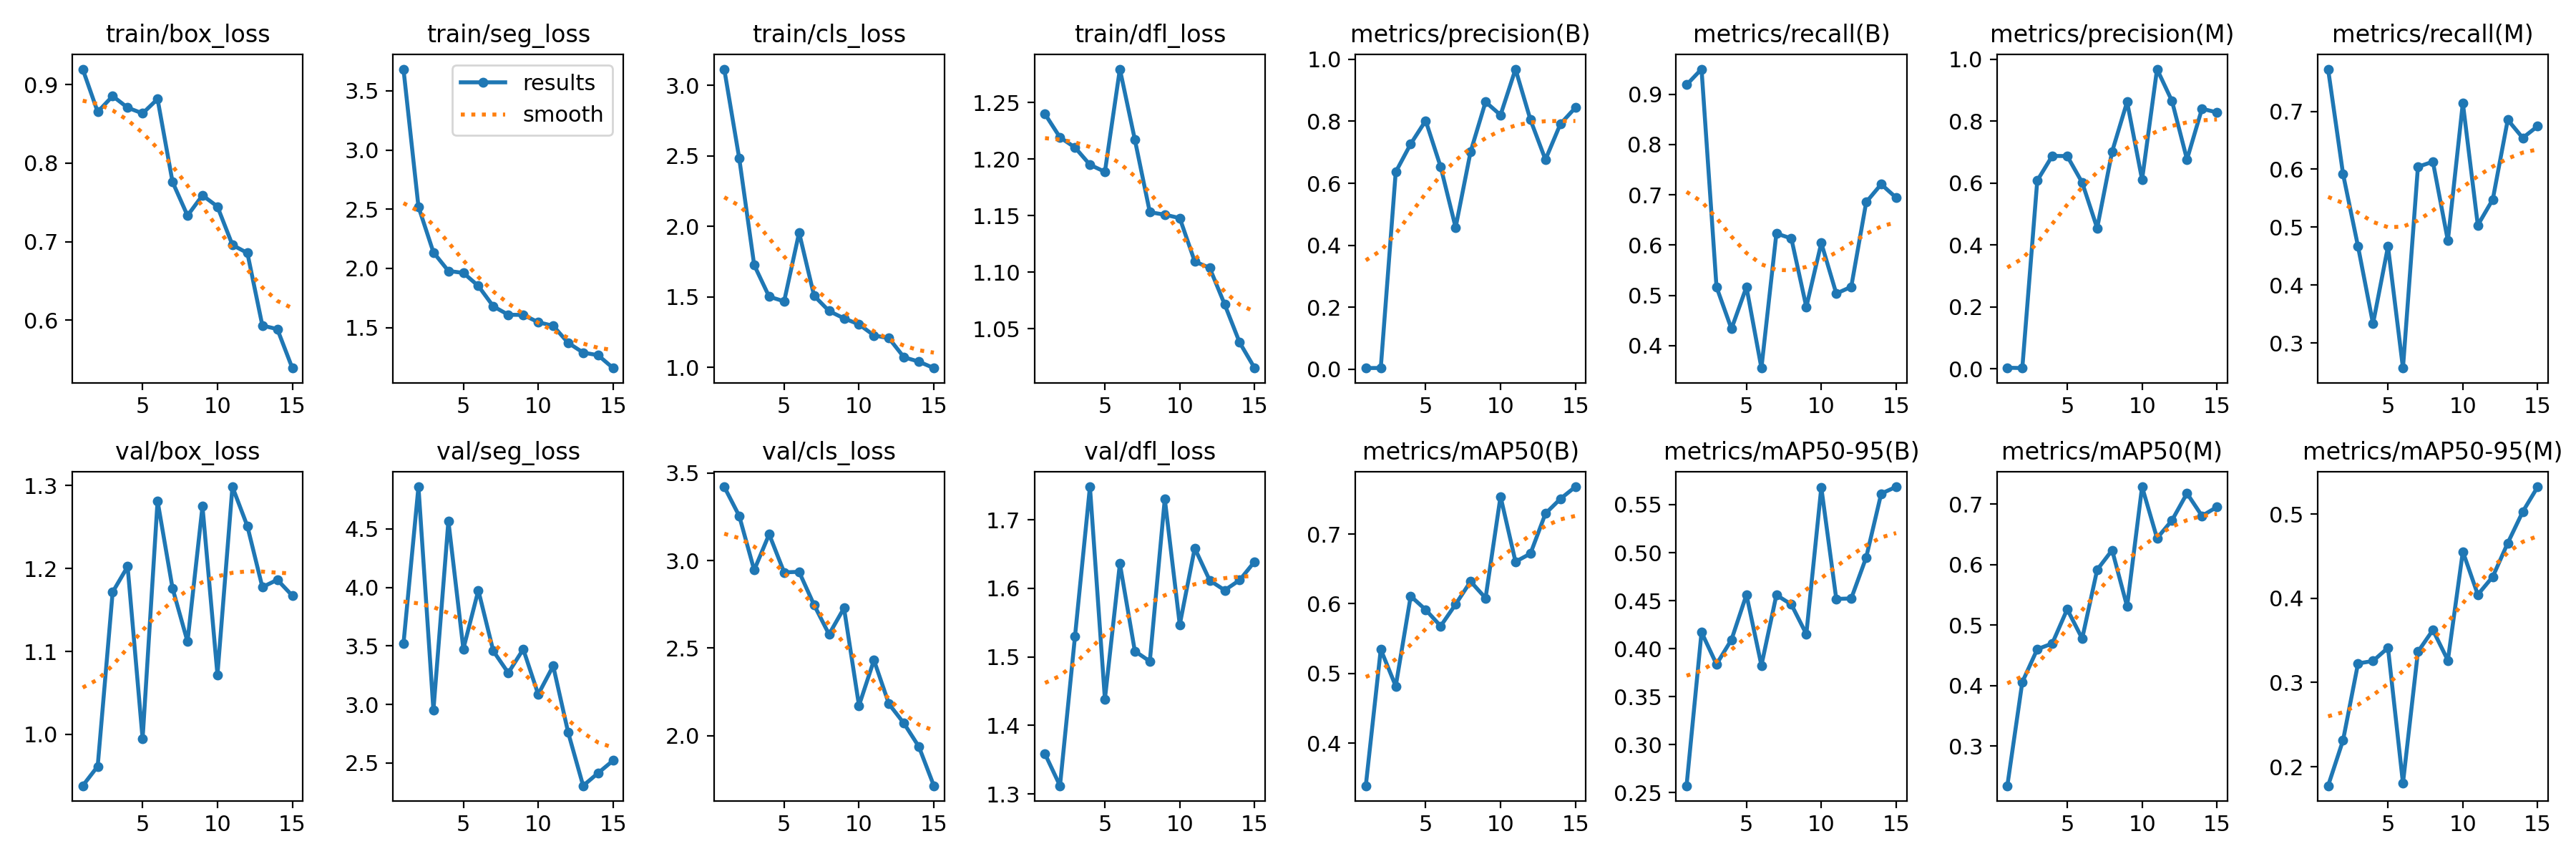 train/box_loss
train/seg_loss
train/cls_loss
train/dfl_loss
metrics/precision(B)
metrics/recall(B)
metrics/precision(M)
metrics/recall(M)
0.9
0.8
0.7
0.6
5 10 15
results
smooth
3.5
3.0
2.5
2.0
1.5
5 10 15
3.0
2.5
2.0
1.5
1.0
5 10 15
1.25
1.20
1.15
1.10
1.05
5 10 15
1.0
0.8
0.6
0.4
0.2
0.0
5 10 15
0.9
0.8
0.7
0.6
0.5
0.4
5 10 15
1.0
0.8
0.6
0.4
0.2
0.0
5 10 15
0.7
0.6
0.5
0.4
0.3
5 10 15
val/box_loss
val/seg_loss
val/cls_loss
val/dfl_loss
metrics/mAP50(B)
metrics/mAP50-95(B)
metrics/mAP50(M)
metrics/mAP50-95(M)
1.3
1.2
1.1
1.0
5 10 15
4.5
4.0
3.5
3.0
2.5
5 10 15
3.5
3.0
2.5
2.0
5 10 15
1.7
1.6
1.5
1.4
1.3
5 10 15
0.7
0.6
0.5
0.4
5 10 15
0.55
0.50
0.45
0.40
0.35
0.30
0.25
5 10 15
0.7
0.6
0.5
0.4
0.3
5 10 15
0.5
0.4
0.3
0.2
5 10 15